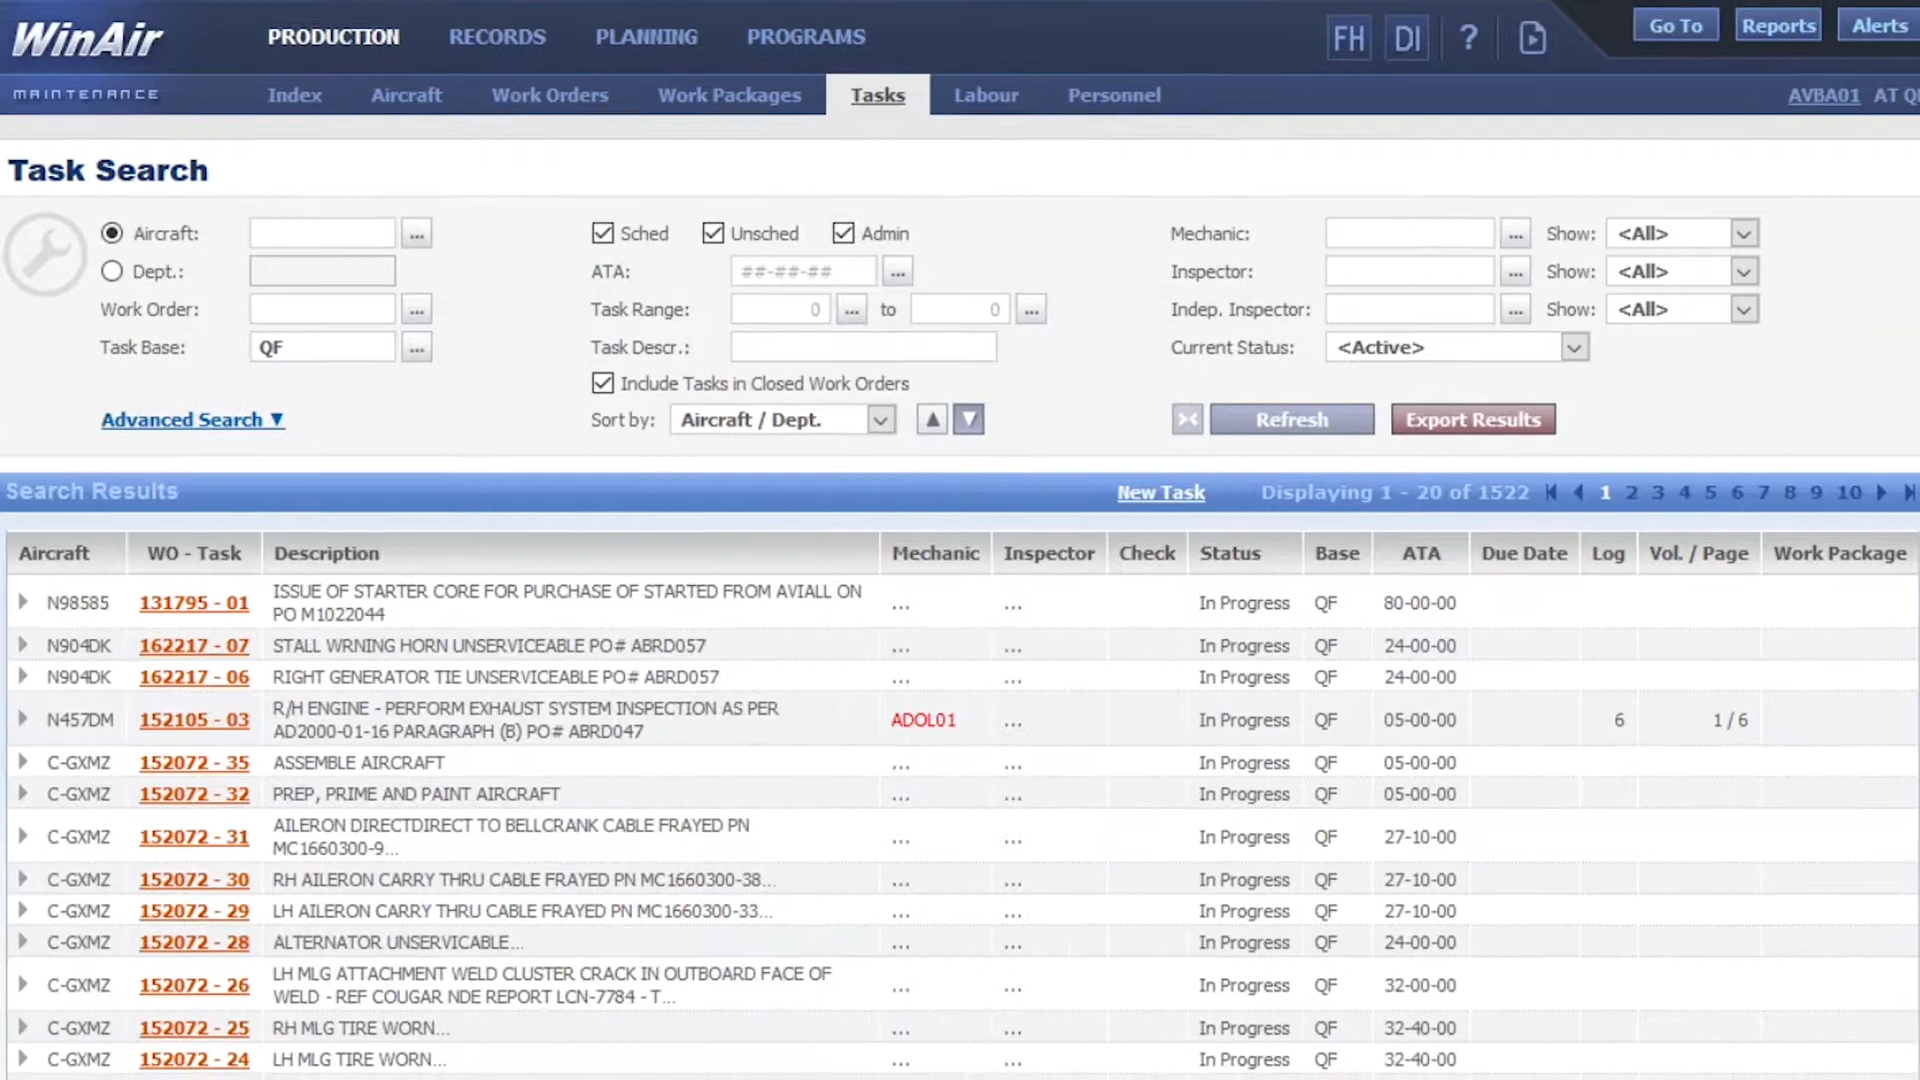 WinAir
MAINTENANCE
PRODUCTION RECORDS PLANNING PROGRAMS
FH DI ?
Go To Reports Alerts
Index Aircraft Work Orders Work Packages Tasks Labour Personnel
AVBA01 AT
Task Search
Aircraft: ... Sched Unsched Admin Mechanic: ... Show: <All>
Dept.: ATA: ##-##-## ... Inspector: ... Show: <All>
Work Order: ... Task Range: 0 ... to 0 ... Indep. Inspector: ... Show: <All>
Task Base: QF ... Task Descr.: Current Status: <Active>
Include Tasks in Closed Work Orders
Advanced Search ▼ Sort by: Aircraft / Dept. ▲ ▼ Refresh Export Results
Search Results New Task Displaying 1 - 20 of 1522 1 2 3 4 5 6 7 8 9 10
Aircraft WO - Task Description Mechanic Inspector Check Status Base ATA Due Date Log Vol. / Page Work Package
N98585 131795 - 01 ISSUE OF STARTER CORE FOR PURCHASE OF STARTED FROM AVIALL ON ... ... In Progress QF 80-00-00
PO M1022044
N904DK 162217 - 07 STALL WRNING HORN UNSERVICEABLE PO# ABRD057 ... ... In Progress QF 24-00-00
N904DK 162217 - 06 RIGHT GENERATOR TIE UNSERVICEABLE PO# ABRD057 ... ... In Progress QF 24-00-00
N457DM 152105 - 03 R/H ENGINE - PERFORM EXHAUST SYSTEM INSPECTION AS PER ADOL01 ... In Progress QF 05-00-00 6 1 / 6
AD2000-01-16 PARAGRAPH (B) PO# ABRD047
C-GXMZ 152072 - 35 ASSEMBLE AIRCRAFT ... ... In Progress QF 05-00-00
C-GXMZ 152072 - 32 PREP, PRIME AND PAINT AIRCRAFT ... ... In Progress QF 05-00-00
C-GXMZ 152072 - 31 AILERON DIRECTDIRECT TO BELLCRANK CABLE FRAYED PN ... ... In Progress QF 27-10-00
MC1660300-9...
C-GXMZ 152072 - 30 RH AILERON CARRY THRU CABLE FRAYED PN MC1660300-38... ... ... In Progress QF 27-10-00
C-GXMZ 152072 - 29 LH AILERON CARRY THRU CABLE FRAYED PN MC1660300-33... ... ... In Progress QF 27-10-00
C-GXMZ 152072 - 28 ALTERNATOR UNSERVICABLE... ... ... In Progress QF 24-00-00
C-GXMZ 152072 - 26 LH MLG ATTACHMENT WELD CLUSTER CRACK IN OUTBOARD FACE OF ... ... In Progress QF 32-00-00
WELD - REF COUGAR NDE REPORT LCN-7784 - T...
C-GXMZ 152072 - 25 RH MLG TIRE WORN... ... ... In Progress QF 32-40-00
C-GXMZ 152072 - 24 LH MLG TIRE WORN... ... ... In Progress QF 32-40-00